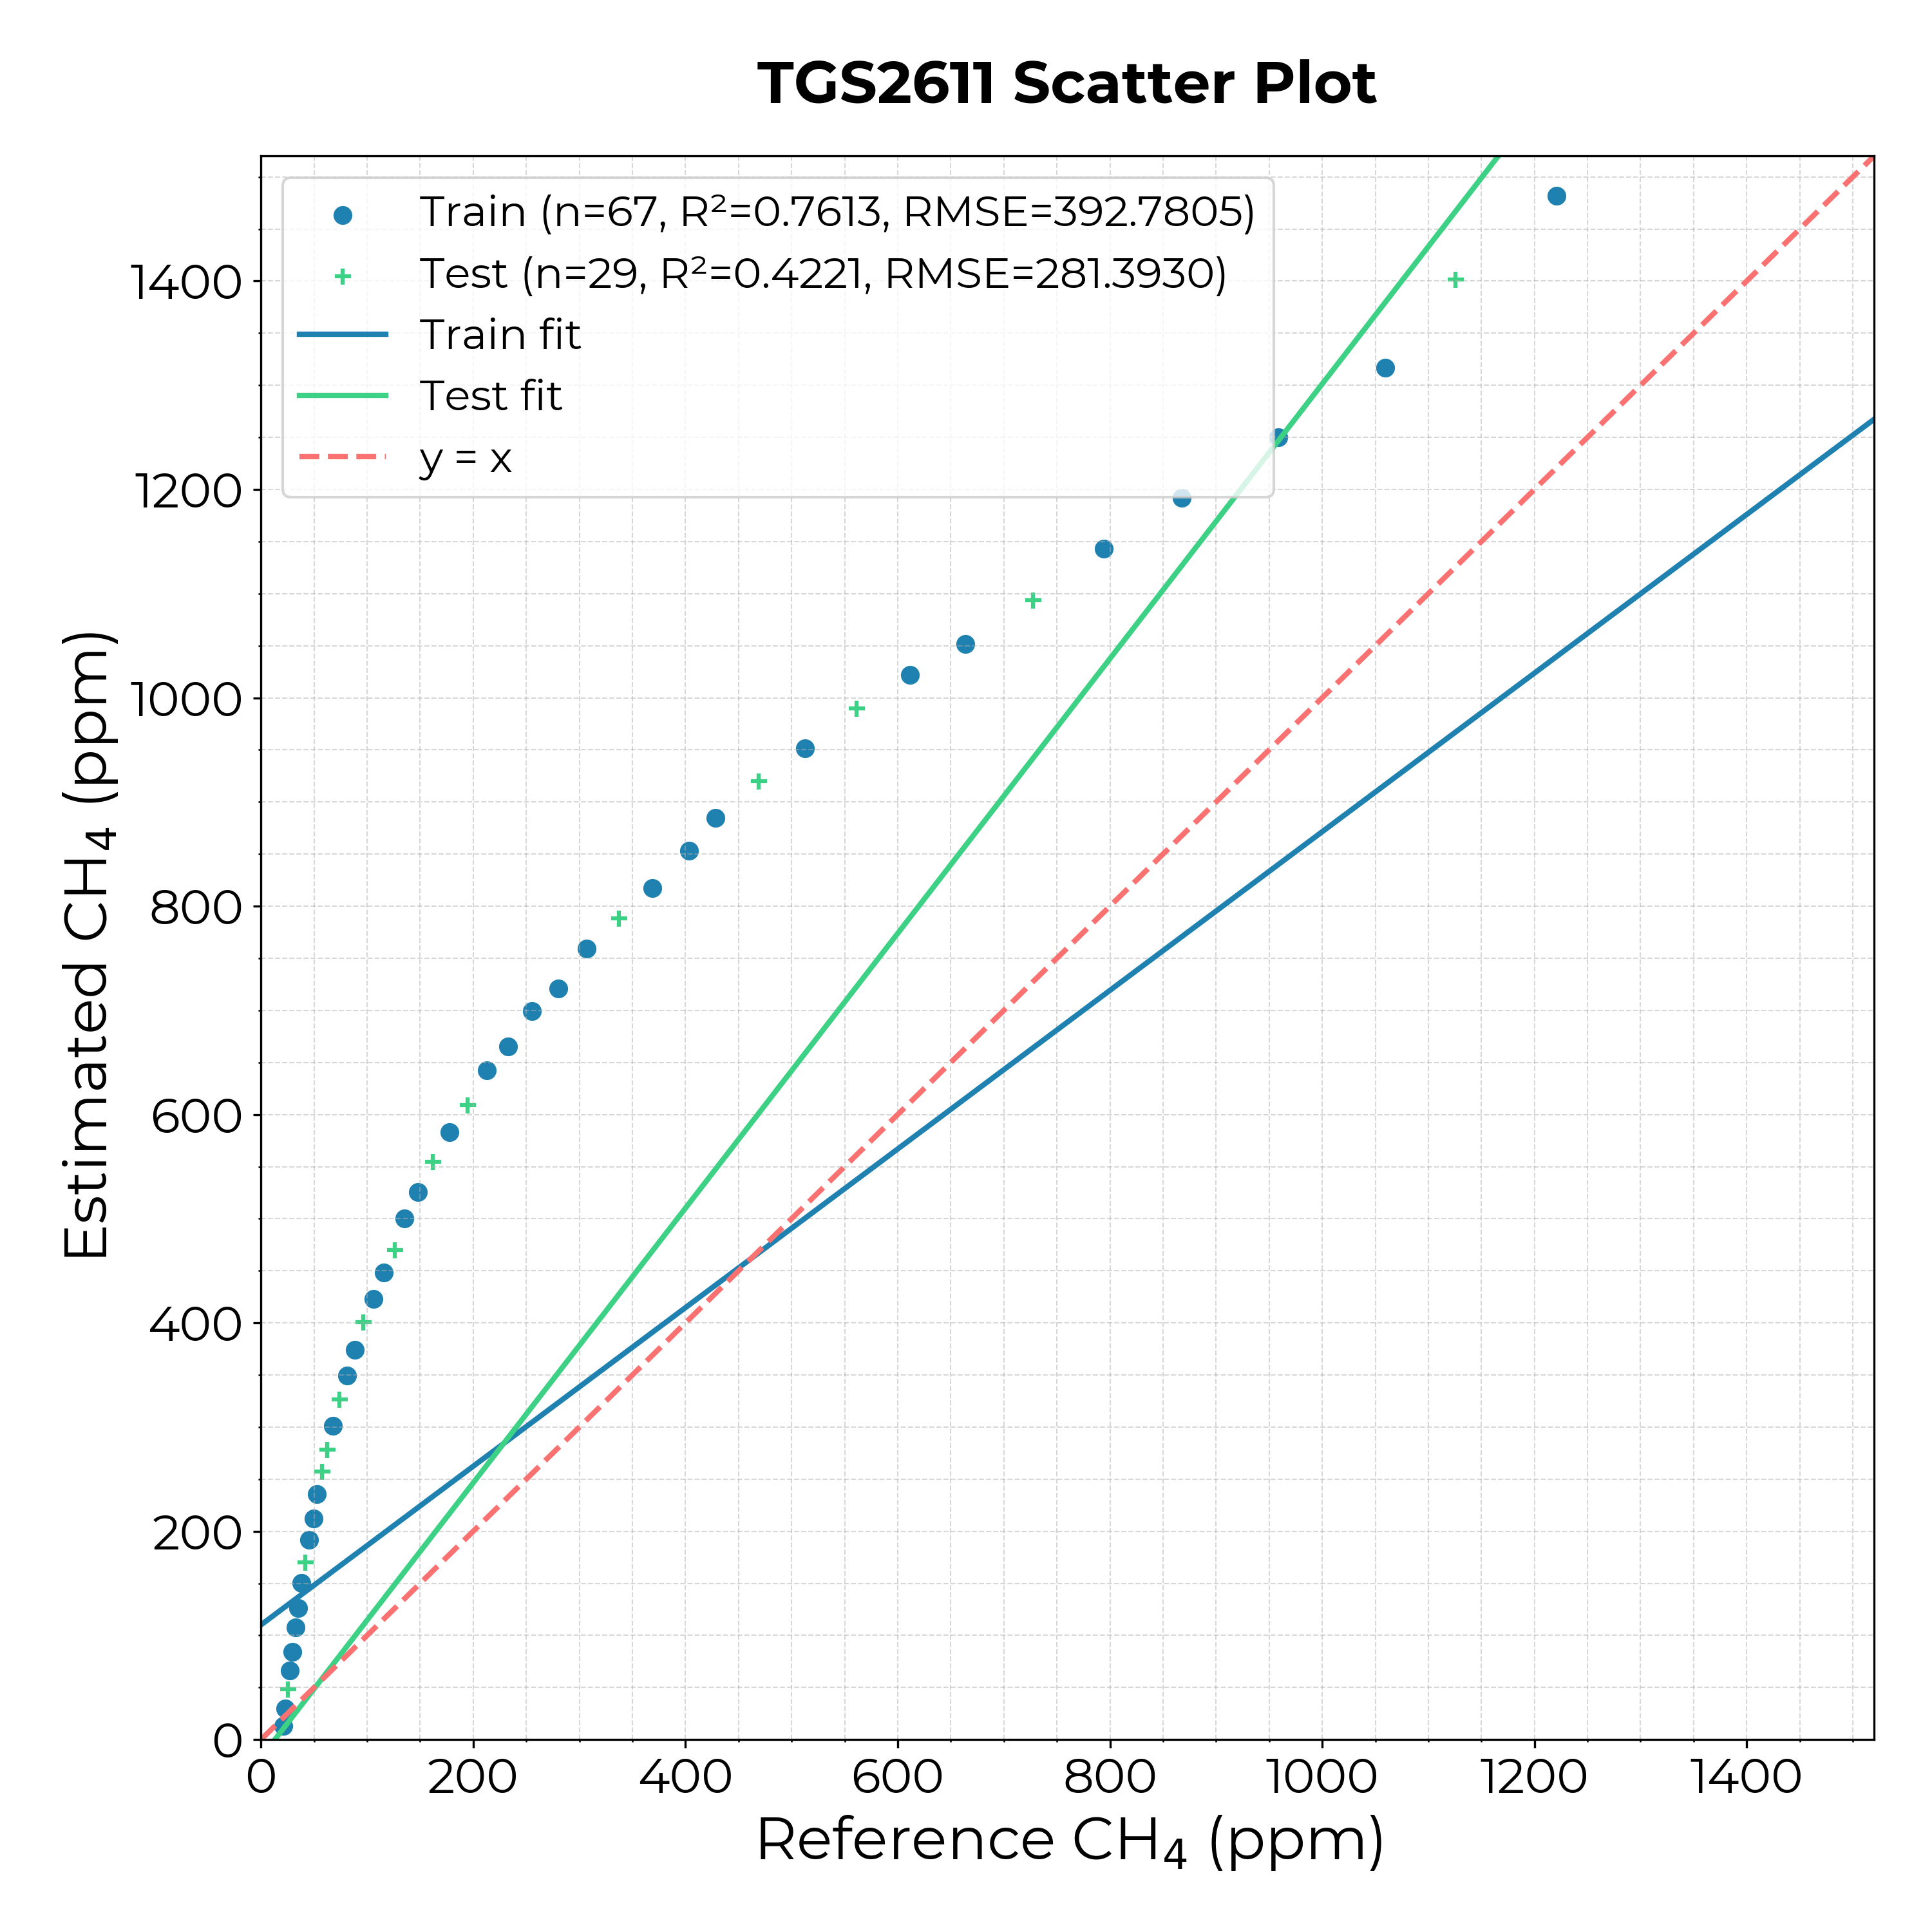 TGS2611 Scatter Plot
Train (n=67, R²=0.7613, RMSE=392.7805)
Test (n=29, R²=0.4221, RMSE=281.3930)
Train fit
Test fit
y = x
Estimated CH₄ (ppm)
1400
1200
1000
800
600
400
200
0
0 200 400 600 800 1000 1200 1400
Reference CH₄ (ppm)